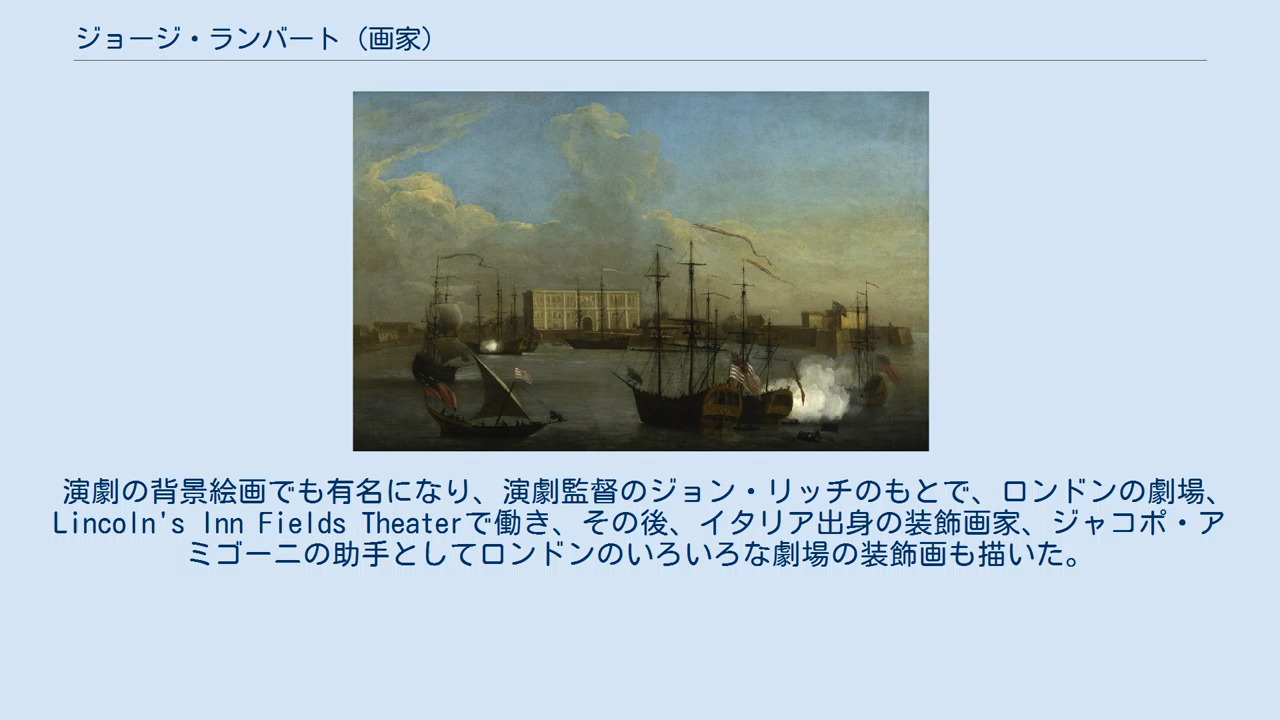 ジョージ・ランバート（画家）
演劇の背景絵画でも有名になり、演劇監督のジョン・リッチのもとで、ロンドンの劇場、
Lincoln's Inn Fields Theaterで働き、その後、イタリア出身の装飾画家、ジャコポ・ア
ミゴーニの助手としてロンドンのいろいろな劇場の装飾画も描いた。